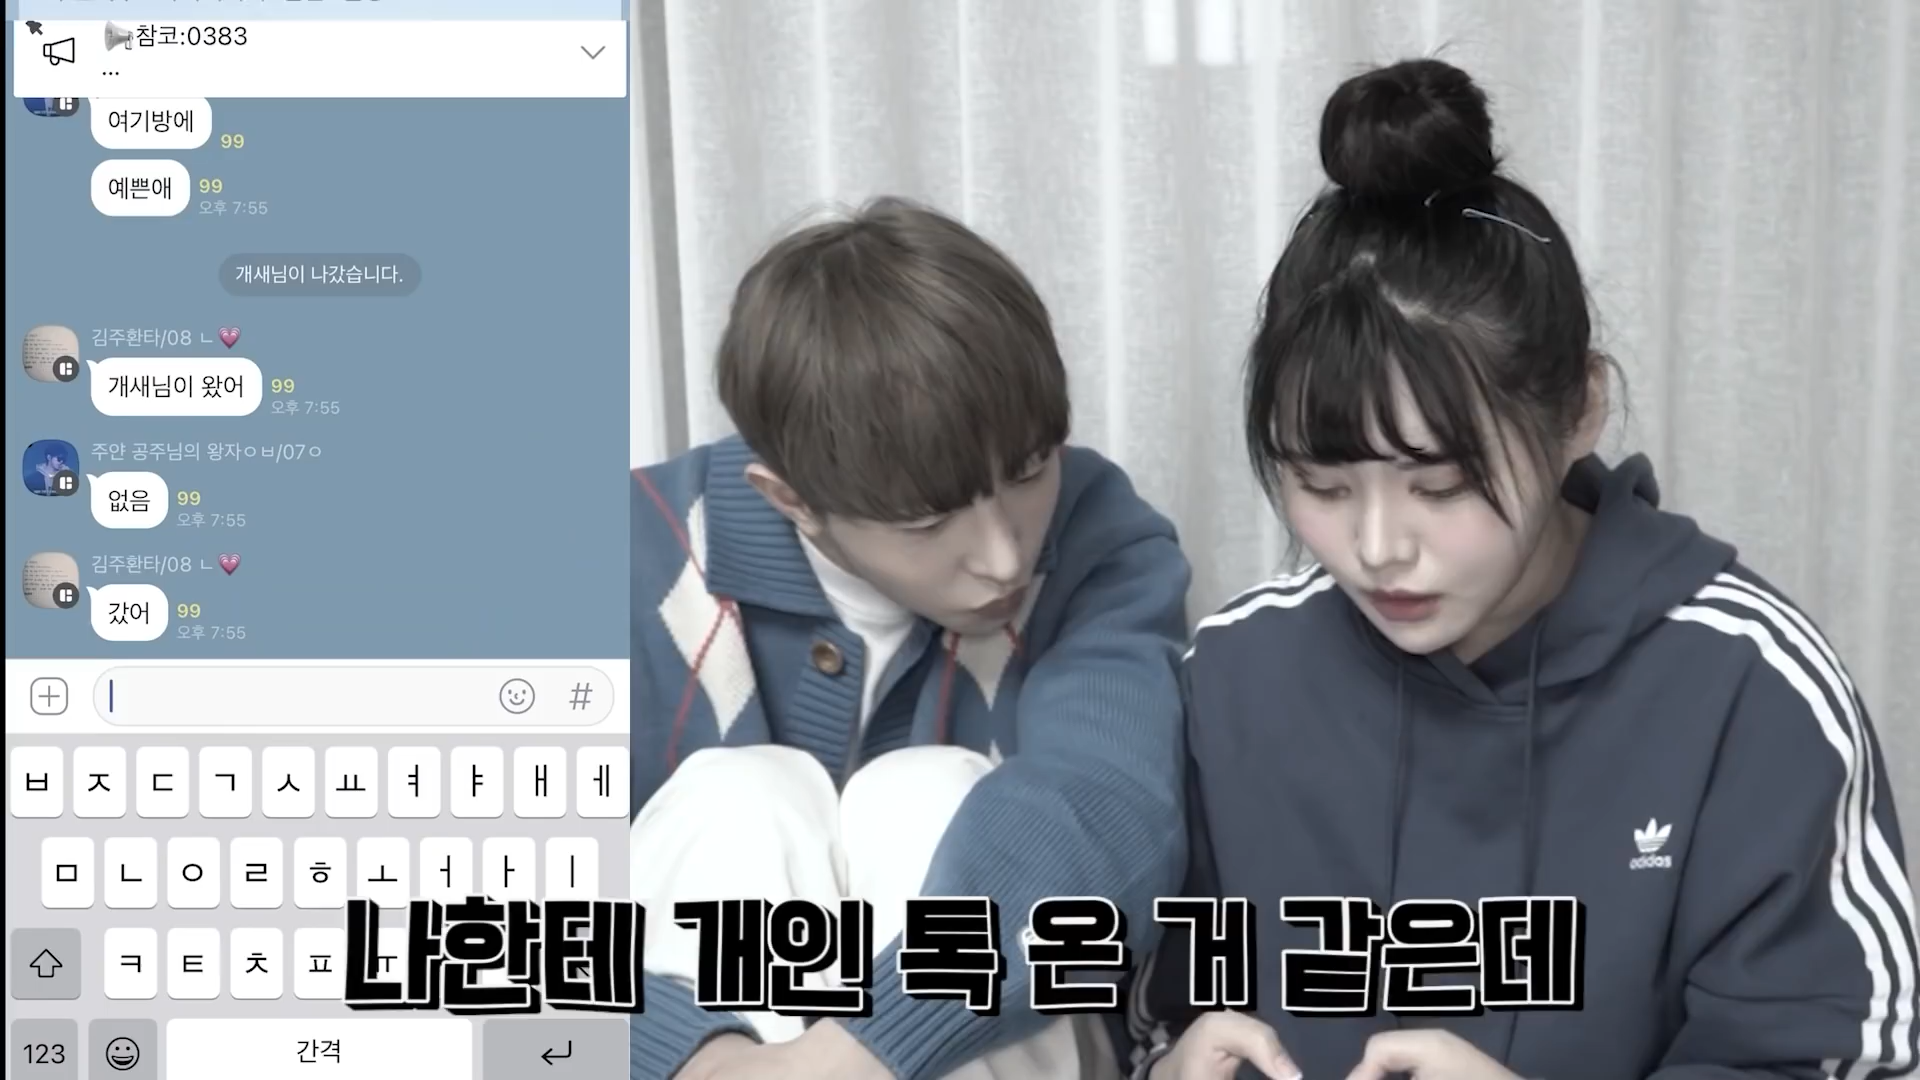 참코:0383
...
여기방에
99
예쁜애
99
오후 7:55
개새님이 나갔습니다.
김주환타/08 ㄴ💗
개새님이 왔어
99
오후 7:55
주얀 공주님의 왕자ㅇㅂ/07ㅇ
없음
99
오후 7:55
김주환타/08 ㄴ💗
갔어
99
오후 7:55
#
ㅂ ㅈ ㄷ ㄱ ㅅ ㅛ ㅕ ㅑ ㅐ ㅔ
ㅁ ㄴ ㅇ ㄹ ㅎ ㅗ ㅓ ㅏ ㅣ
ㅋ ㅌ ㅊ ㅍ ㅠ
123 간격
나한테 개인 톡 온 거 같은데
adidas